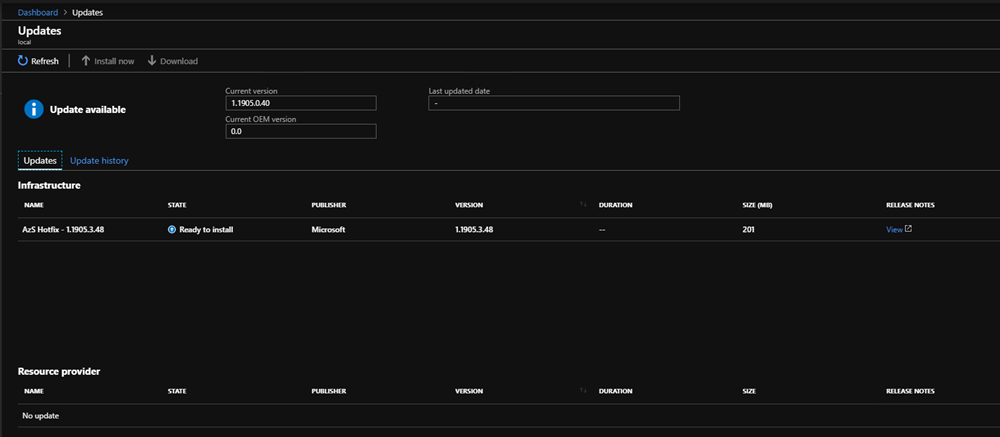 Dashboard > Updates
Updates
local
Refresh Install now Download
Current version Last updated date
Update available 1.1905.0.40 -
Current OEM version
0.0
Updates Update history
Infrastructure
NAME STATE PUBLISHER VERSION DURATION SIZE (MB) RELEASE NOTES
AzS Hotfix - 1.1905.3.48 Ready to install Microsoft 1.1905.3.48 -- 201 View
Resource provider
NAME STATE PUBLISHER VERSION DURATION SIZE RELEASE NOTES
No update